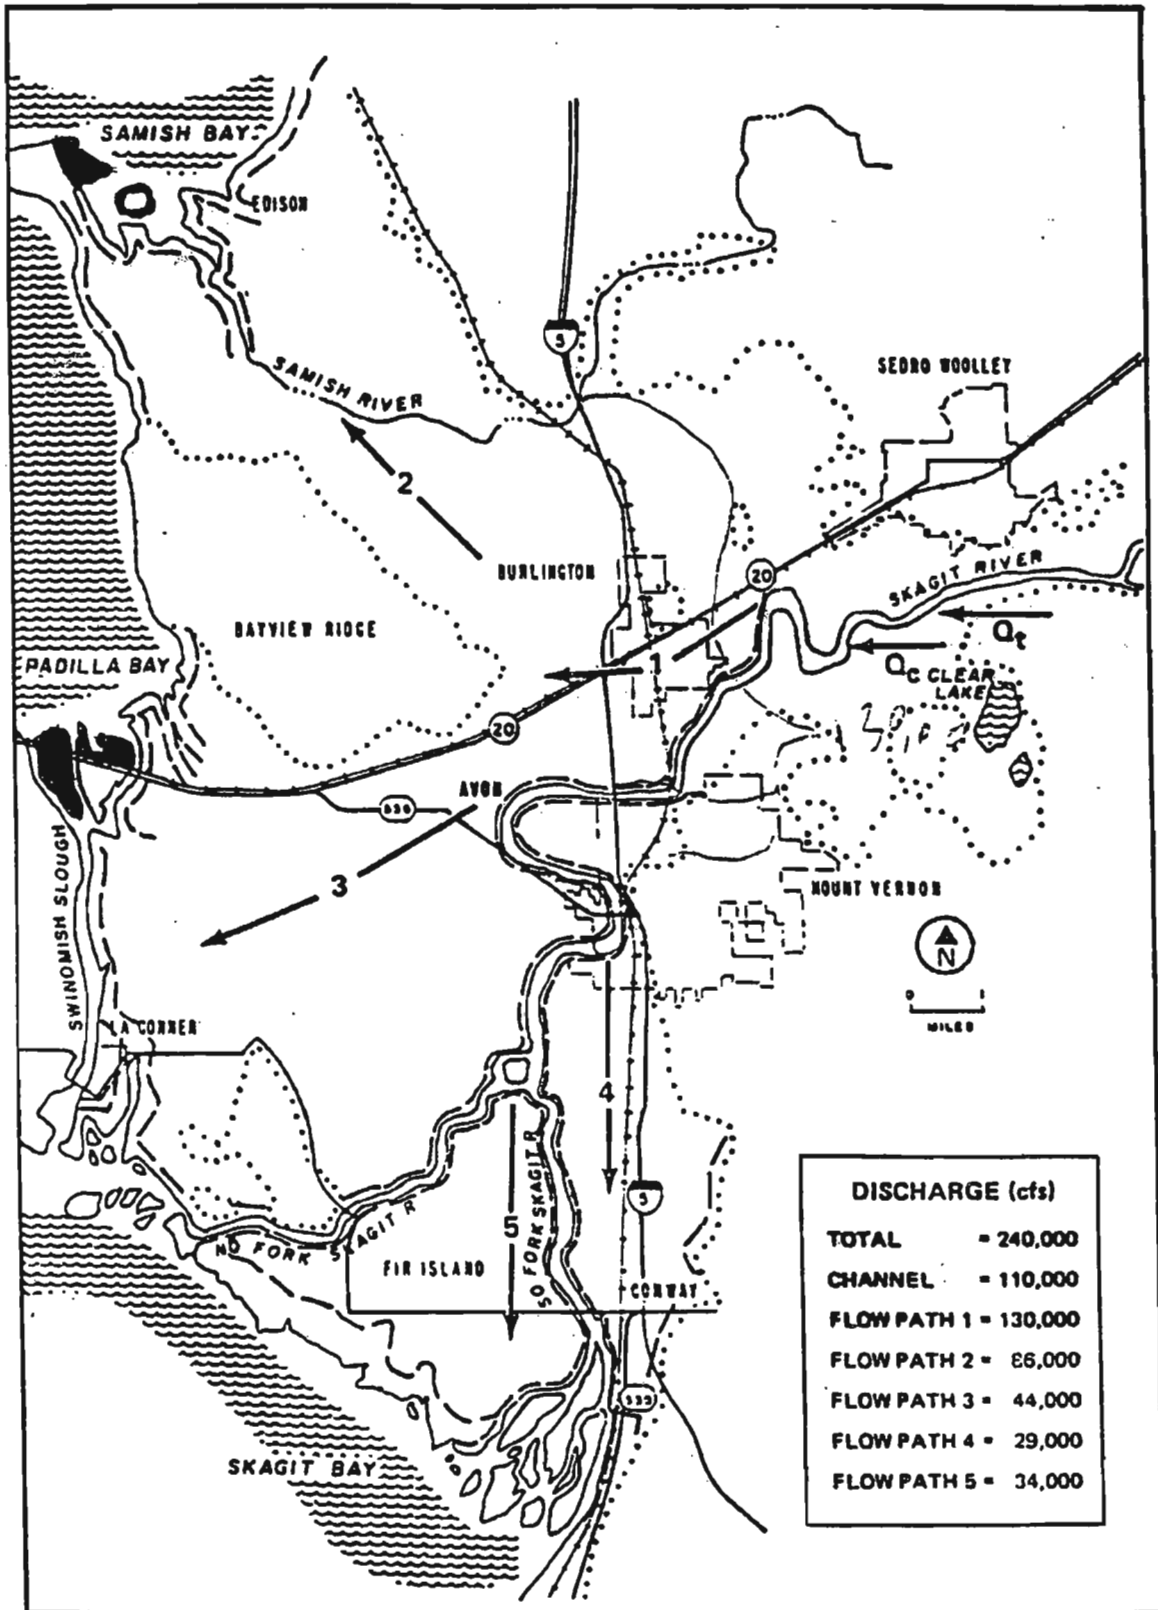 SAMISH BAY
EDISON
5
SAMISH RIVER
SEDRO WOOLLEY
2
BURLINGTON
20
SKAGIT RIVER
Qt
BAYVIEW RIDGE
1
QC
CLEAR
LAKE
PADILLA BAY
20
AVON
536
3
MOUNT VERNON
N
0 1
MILES
SWINOMISH SLOUGH
LA CONNER
4
5
SO FORK SKAGIT R
5
NO FORK SKAGIT R
FIR ISLAND
CONWAY
SKAGIT BAY
DISCHARGE (cfs)
TOTAL = 240,000
CHANNEL = 110,000
FLOW PATH 1 = 130,000
FLOW PATH 2 = 86,000
FLOW PATH 3 = 44,000
FLOW PATH 4 = 29,000
FLOW PATH 5 = 34,000